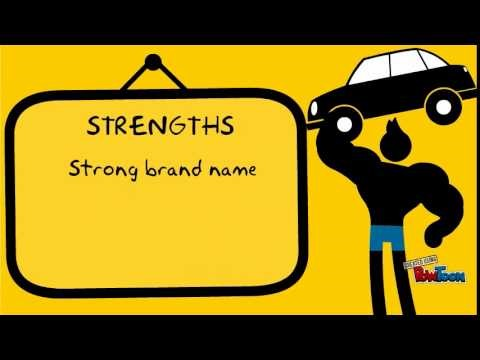 STRENGTHS
Strong brand name
CREATED USING
PowToon